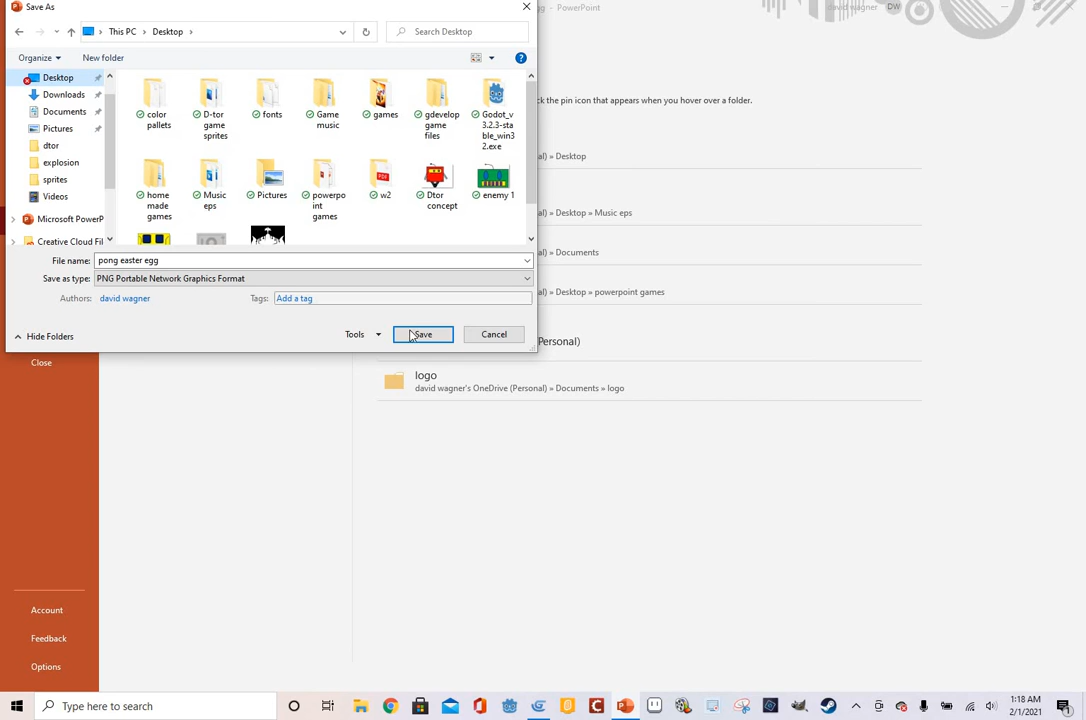 Save As
gg - PowerPoint
david wagner DW
This PC > Desktop >
Search Desktop
Organize
New folder
Desktop
Downloads
Documents
Pictures
dtor
explosion
sprites
Videos
Microsoft PowerP
Creative Cloud Fil
color pallets
D-tor game sprites
fonts
Game music
games
gdevelop game files
Godot_v3.2.3-stable_win32.exe
home made games
Music eps
Pictures
powerpoint games
w2
Dtor concept
enemy 1
File name: pong easter egg
Save as type: PNG Portable Network Graphics Format
Authors: david wagner
Tags: Add a tag
Hide Folders
Tools
Save
Cancel
ck the pin icon that appears when you hover over a folder.
nal) » Desktop
nal) » Desktop » Music eps
nal) » Documents
nal) » Desktop » powerpoint games
Personal)
logo
david wagner's OneDrive (Personal) » Documents » logo
Close
Account
Feedback
Options
Type here to search
1:18 AM
2/1/2021